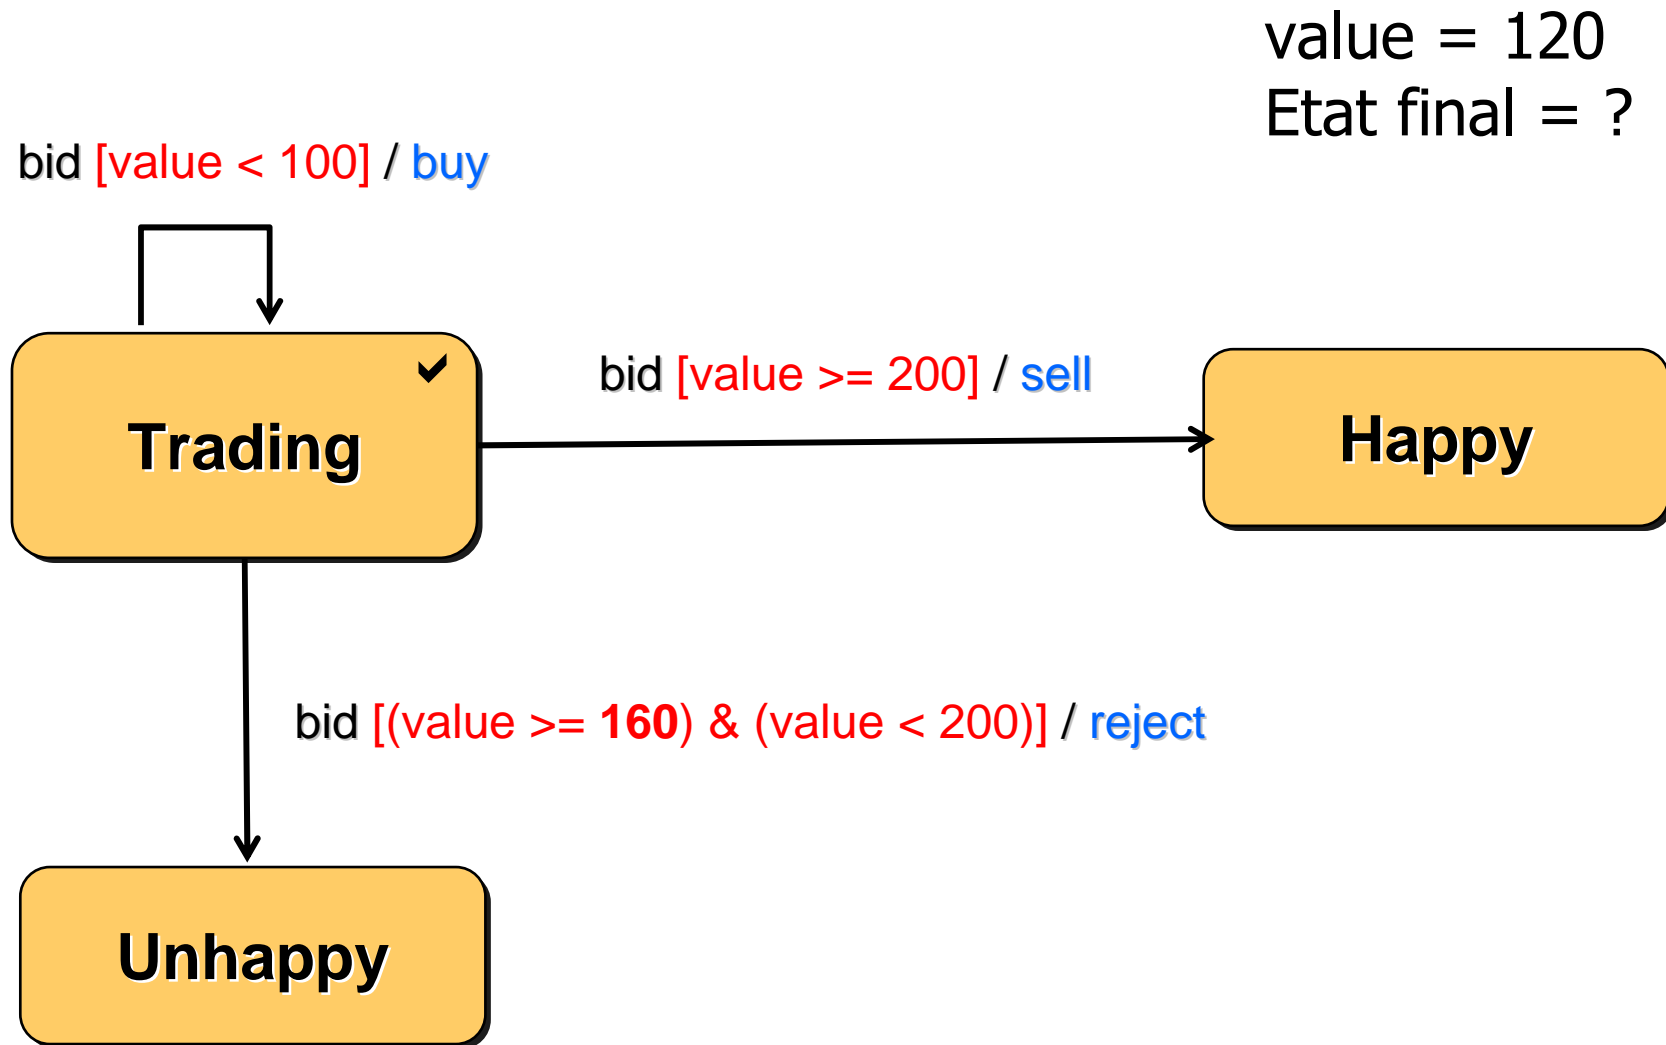 value = 120
Etat final = ?
bid [value < 100] / buy
bid [value >= 200] / sell
Trading
Happy
bid [(value >= 160) & (value < 200)] / reject
Unhappy